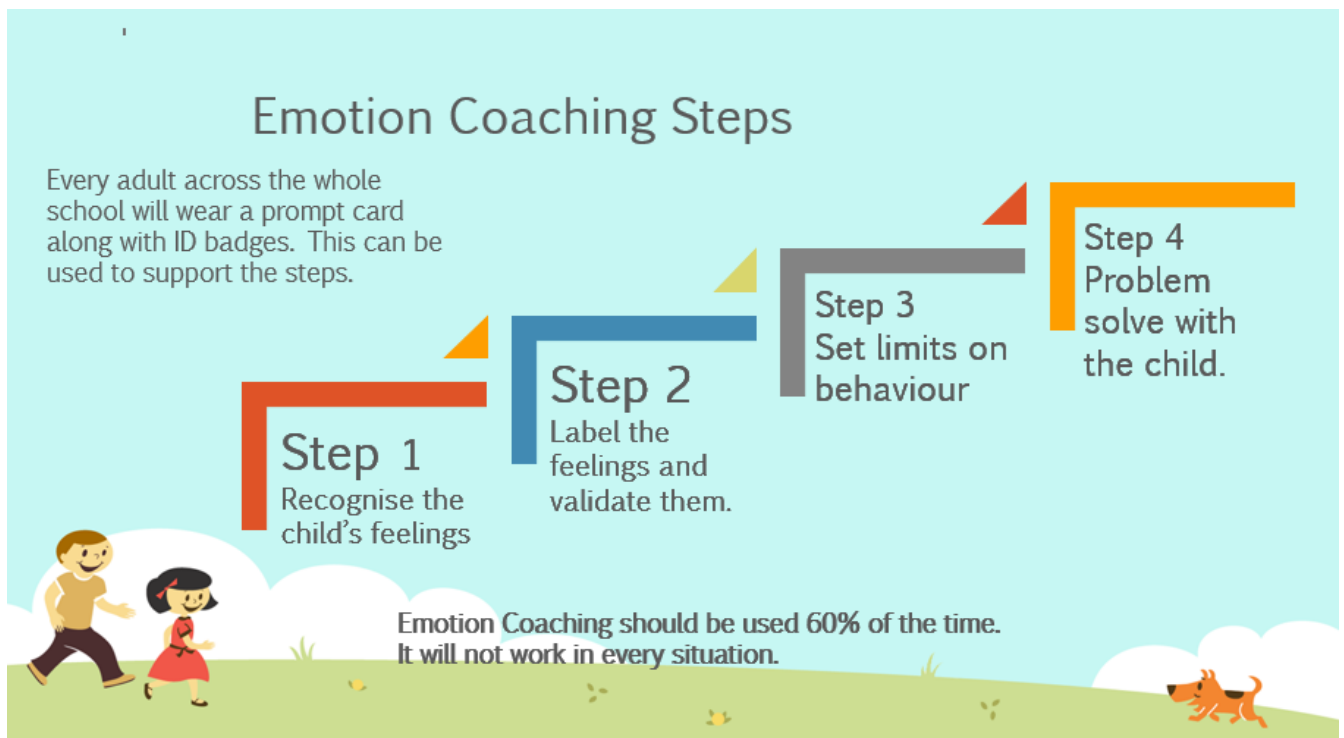 Emotion Coaching Steps
Every adult across the whole
school will wear a prompt card
along with ID badges. This can be
used to support the steps.
Step 1
Recognise the
child's feelings
Step 2
Label the
feelings and
validate them.
Step 3
Set limits on
behaviour
Step 4
Problem
solve with
the child.
Emotion Coaching should be used 60% of the time.
It will not work in every situation.